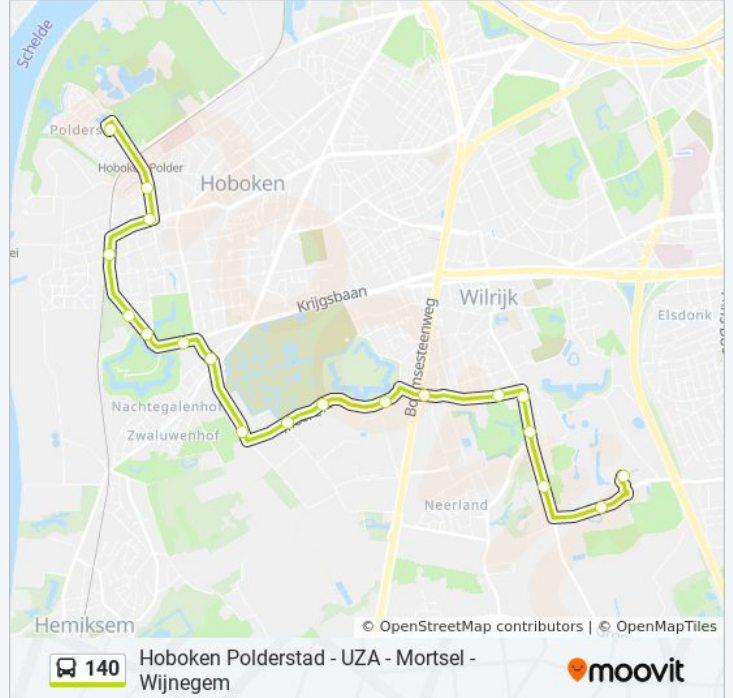 Schelde
Polders
Hoboken Polder
Hoboken
ei
Krijgsbaan
Wilrijk
Elsdonk
Boomsesteenweg
Nachtegalenhof
Zwaluwenhof
Neerland
Hemiksem
© OpenStreetMap contributors | © OpenMapTiles
140
Hoboken Polderstad - UZA - Mortsel -
Wijnegem
moovit